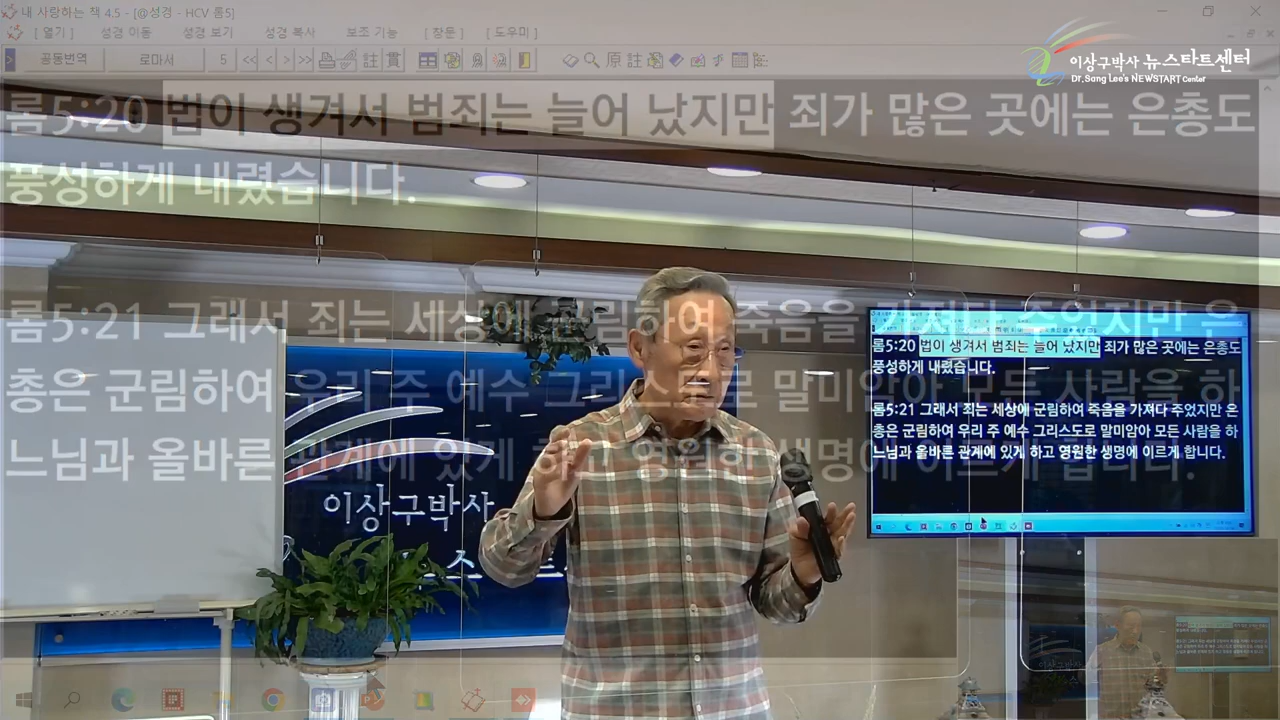 내 사랑하는 책 4.5 - [@성경 - HCV 롬5]
[ 열기 ] 성경 이동 성경 보기 성경 복사 보조 기능 [ 창문 ] [ 도우미 ]
공동번역 로마서 5
이상구박사 뉴스타트센터
Dr. Sang Lee's NEWSTART Center
롬5:20 법이 생겨서 범죄는 늘어 났지만 죄가 많은 곳에는 은총도
풍성하게 내렸습니다.
롬5:21 그래서 죄는 세상에 군림하여 죽음을 가져다 주었지만 은
총은 군림하여 우리 주 예수 그리스도로 말미암아 모든 사람을 하
느님과 올바른 관계에 있게 하고 영원한 생명에 이르게 합니다.
롬5:20 법이 생겨서 범죄는 늘어 났지만 죄가 많은 곳에는 은총도
풍성하게 내렸습니다.
롬5:21 그래서 죄는 세상에 군림하여 죽음을 가져다 주었지만 은
총은 군림하여 우리 주 예수 그리스도로 말미암아 모든 사람을 하
느님과 올바른 관계에 있게 하고 영원한 생명에 이르게 합니다.
이상구박사